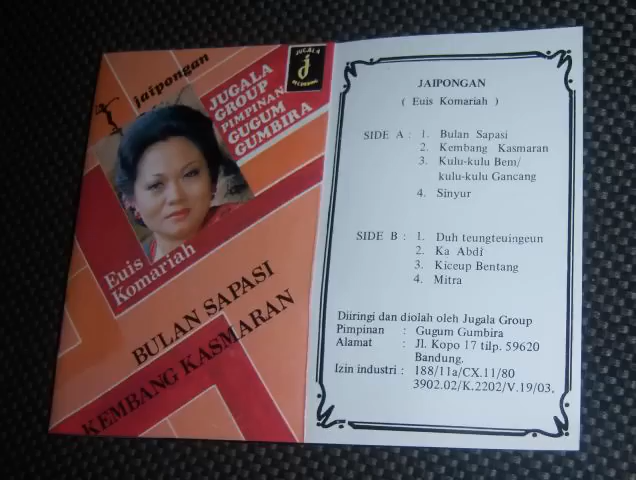 jaipongan
JUGALA
GROUP
PIMPINAN
GUGUM
GUMBIRA
JUGALA
RECORDING
Euis
Komariah
BULAN SAPASI
KEMBANG KASMARAN
JAIPONGAN
( Euis Komariah )
SIDE A : 1. Bulan Sapasi
2. Kembang Kasmaran
3. Kulu-kulu Bem/
kulu-kulu Gancang
4. Sinyur
SIDE B : 1. Duh teungteuingeun
2. Ka Abdi
3. Kiceup Bentang
4. Mitra
Diiringi dan diolah oleh Jugala Group
Pimpinan : Gugum Gumbira
Alamat : Jl. Kopo 17 tilp. 59620
Bandung.
Izin industri : 188/11a/CX.11/80
3902.02/K.2202/V.19/03.